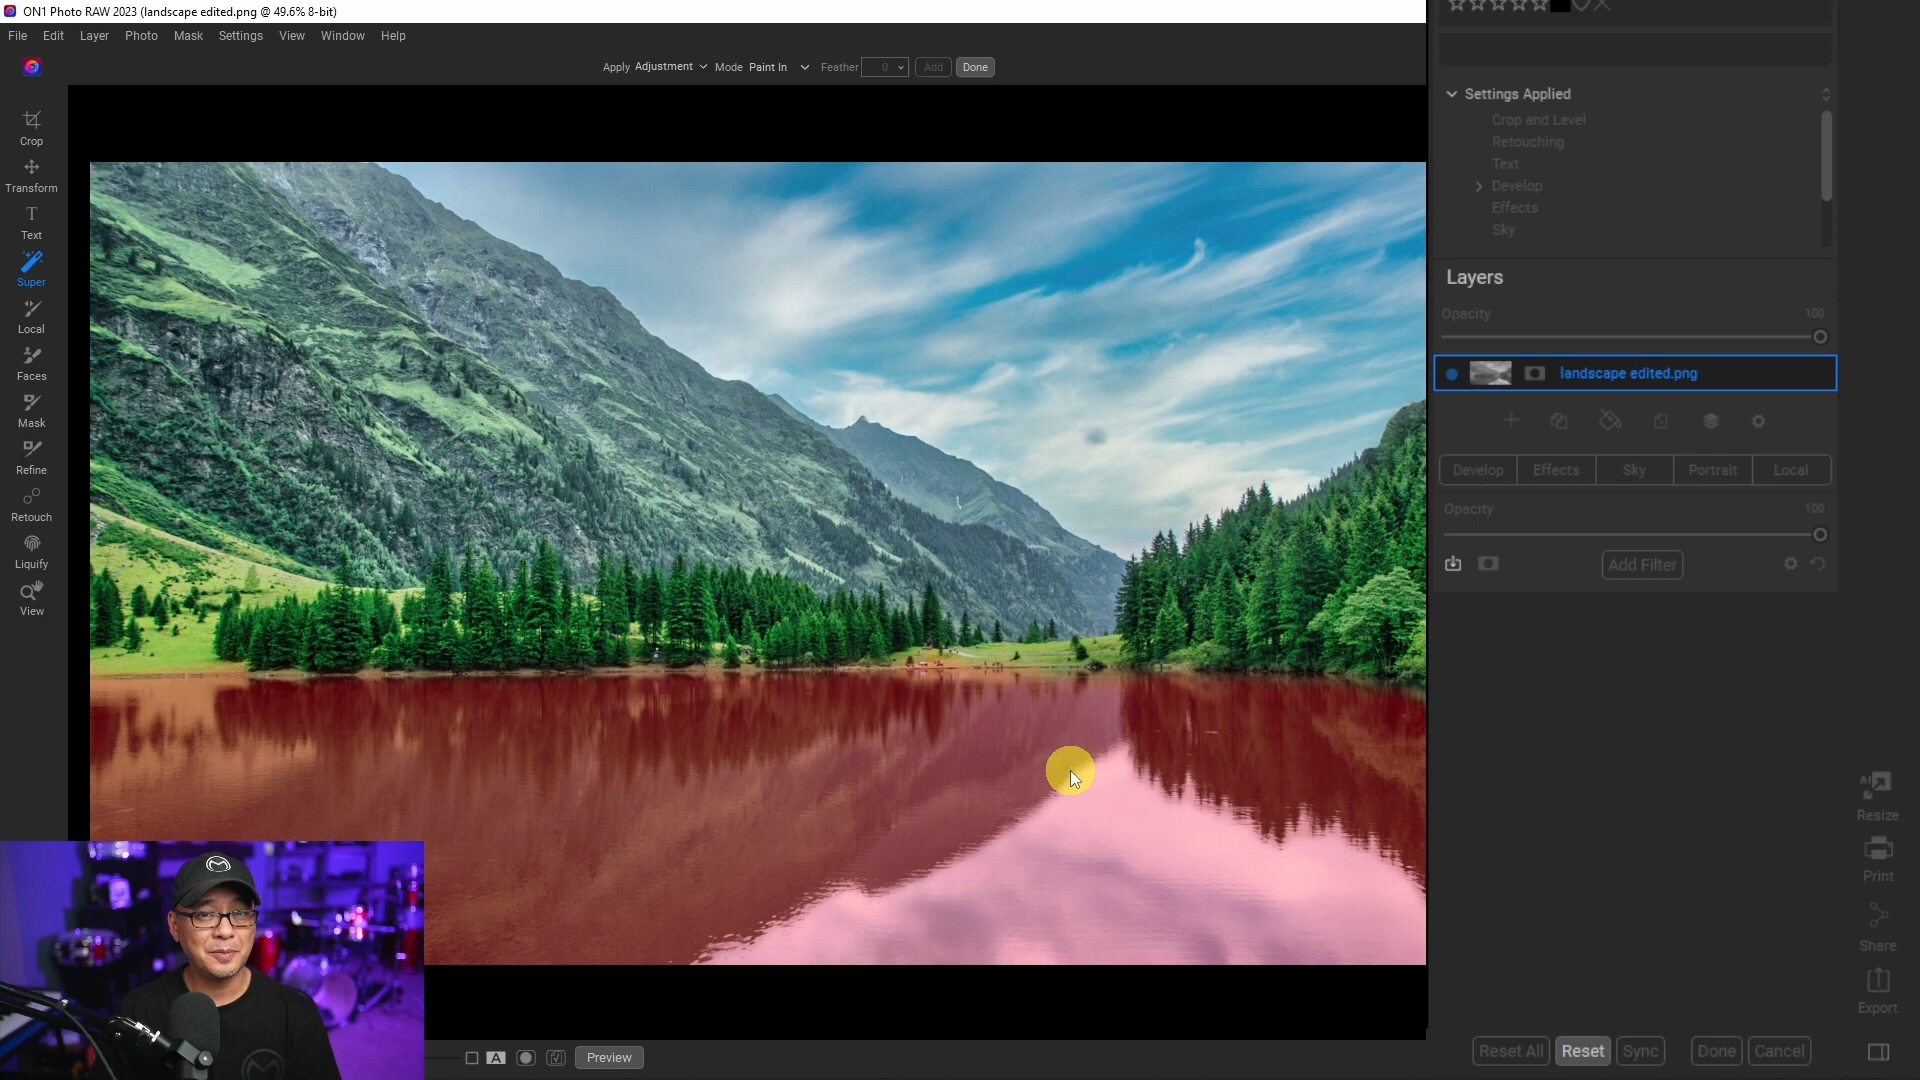 ON1 Photo RAW 2023 (landscape edited.png @ 49.6% 8-bit)
File Edit Layer Photo Mask Settings View Window Help
Apply Adjustment Mode Paint In Feather 0 Add Done
Crop
Transform
T
Text
Super
Local
Faces
Mask
Refine
Retouch
Liquify
View
A
Preview
Settings Applied
Crop and Level
Retouching
Text
Develop
Effects
Sky
Layers
Opacity 100
landscape edited.png
Develop Effects Sky Portrait Local
Opacity 100
Add Filter
AI
Resize
Print
Share
Export
Reset All Reset Sync Done Cancel